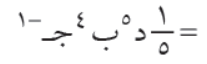 = ١/٥ د^٥ ب^٤ جـ^−١